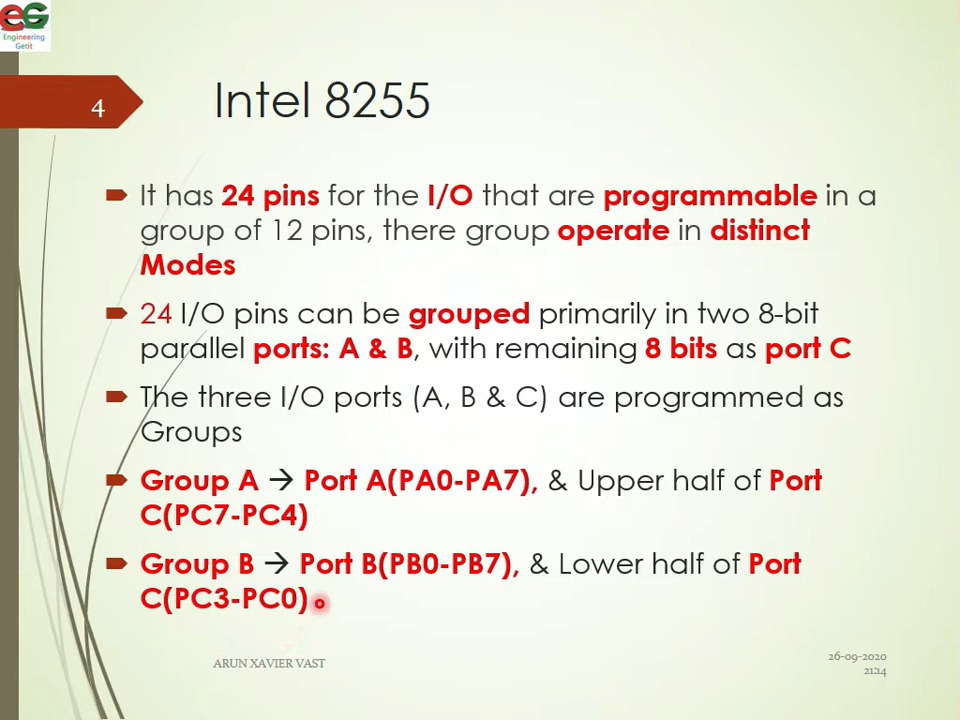 EG
Engineering
Getit
4
Intel 8255
It has 24 pins for the I/O that are programmable in a
group of 12 pins, there group operate in distinct
Modes
24 I/O pins can be grouped primarily in two 8-bit
parallel ports: A & B, with remaining 8 bits as port C
The three I/O ports (A, B & C) are programmed as
Groups
Group A → Port A(PA0-PA7), & Upper half of Port
C(PC7-PC4)
Group B → Port B(PB0-PB7), & Lower half of Port
C(PC3-PC0)
ARUN XAVIER VAST
26-09-2020
21:14